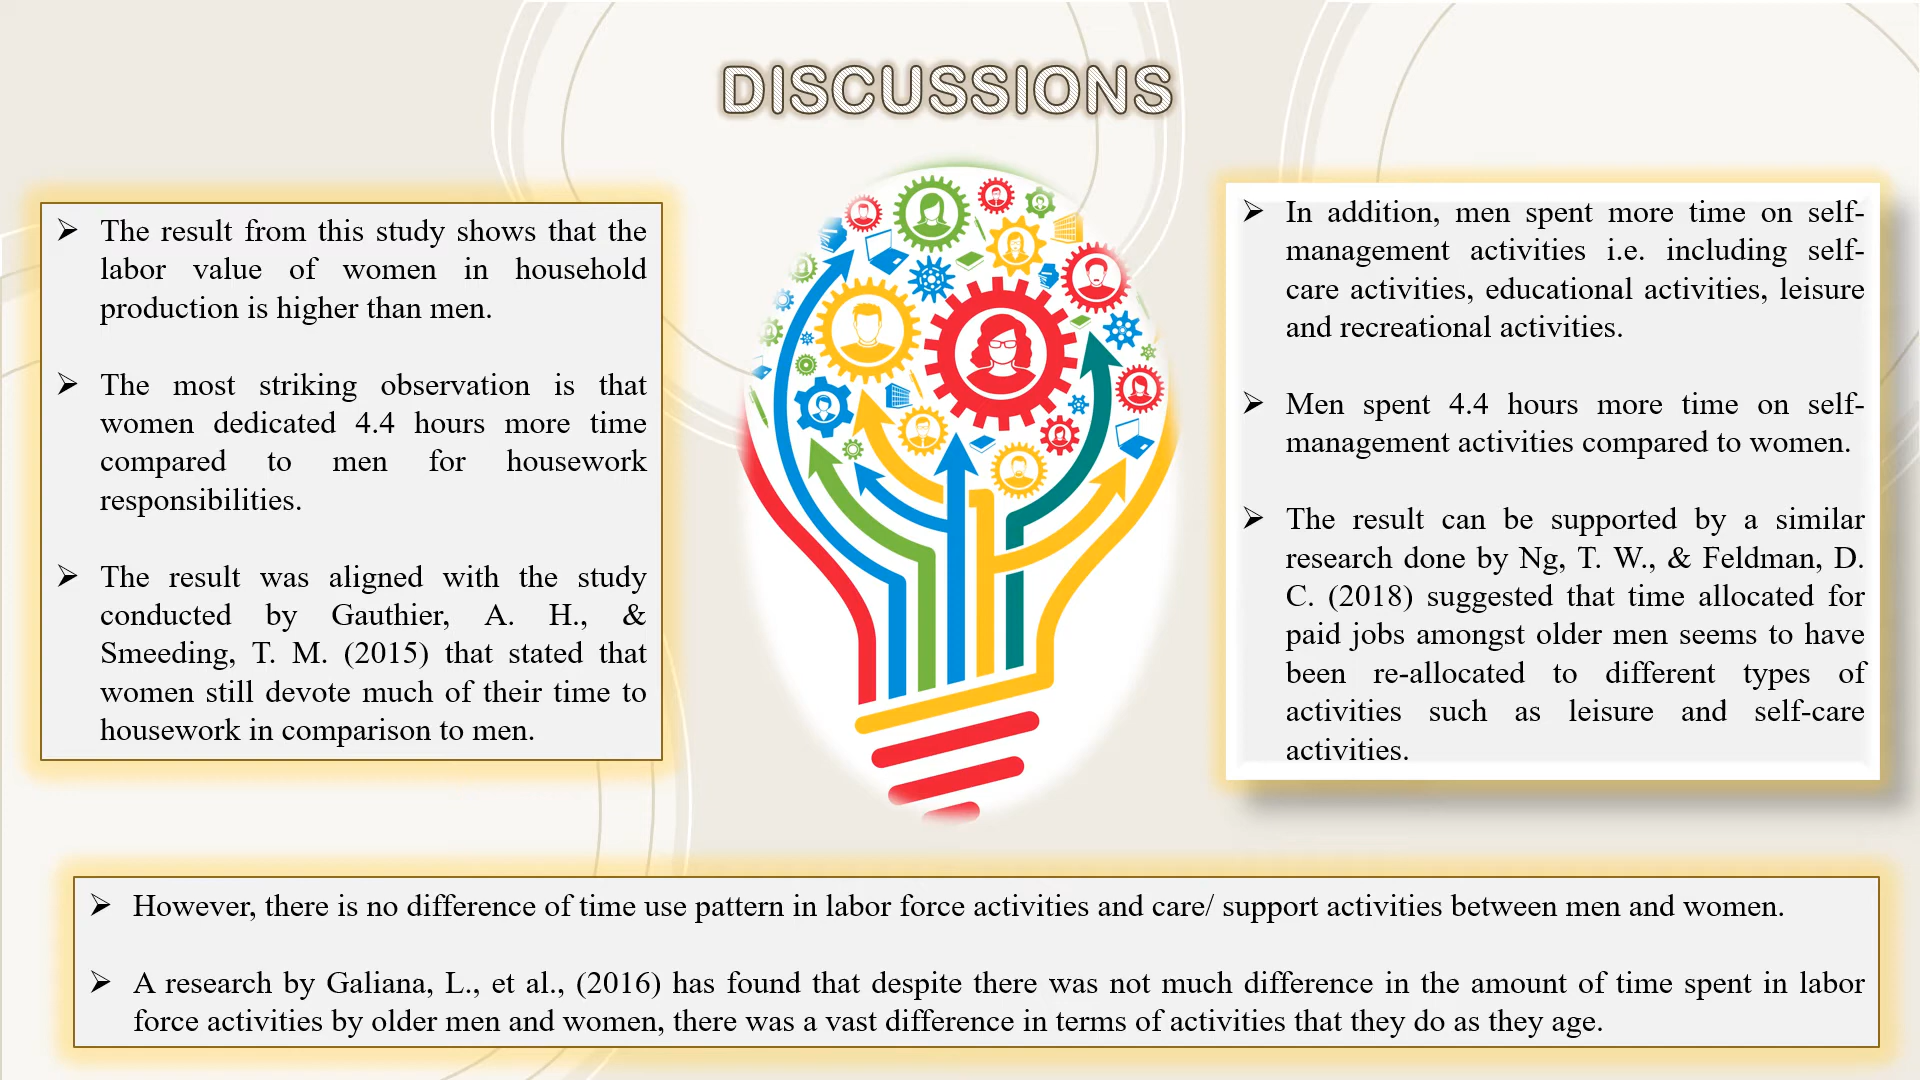 DISCUSSIONS
➢ The result from this study shows that the
labor value of women in household
production is higher than men.
➢ The most striking observation is that
women dedicated 4.4 hours more time
compared to men for housework
responsibilities.
➢ The result was aligned with the study
conducted by Gauthier, A. H., &
Smeeding, T. M. (2015) that stated that
women still devote much of their time to
housework in comparison to men.
➢ In addition, men spent more time on self-
management activities i.e. including self-
care activities, educational activities, leisure
and recreational activities.
➢ Men spent 4.4 hours more time on self-
management activities compared to women.
➢ The result can be supported by a similar
research done by Ng, T. W., & Feldman, D.
C. (2018) suggested that time allocated for
paid jobs amongst older men seems to have
been re-allocated to different types of
activities such as leisure and self-care
activities.
➢ However, there is no difference of time use pattern in labor force activities and care/ support activities between men and women.
➢ A research by Galiana, L., et al., (2016) has found that despite there was not much difference in the amount of time spent in labor
force activities by older men and women, there was a vast difference in terms of activities that they do as they age.